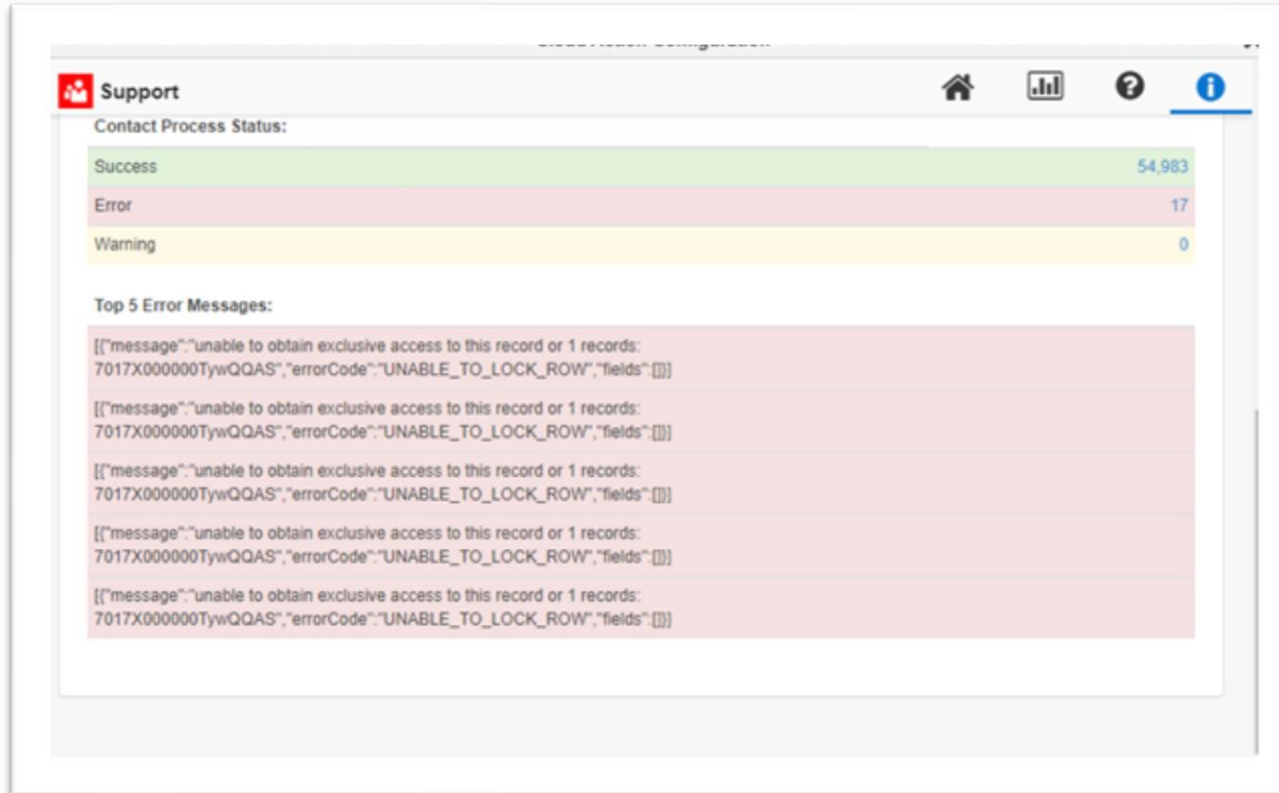 Support
Contact Process Status:
Success 54,983
Error 17
Warning 0
Top 5 Error Messages:
[{"message":"unable to obtain exclusive access to this record or 1 records:
7017X000000TywQQAS","errorCode":"UNABLE_TO_LOCK_ROW","fields":[]}]
[{"message":"unable to obtain exclusive access to this record or 1 records:
7017X000000TywQQAS","errorCode":"UNABLE_TO_LOCK_ROW","fields":[]}]
[{"message":"unable to obtain exclusive access to this record or 1 records:
7017X000000TywQQAS","errorCode":"UNABLE_TO_LOCK_ROW","fields":[]}]
[{"message":"unable to obtain exclusive access to this record or 1 records:
7017X000000TywQQAS","errorCode":"UNABLE_TO_LOCK_ROW","fields":[]}]
[{"message":"unable to obtain exclusive access to this record or 1 records:
7017X000000TywQQAS","errorCode":"UNABLE_TO_LOCK_ROW","fields":[]}]